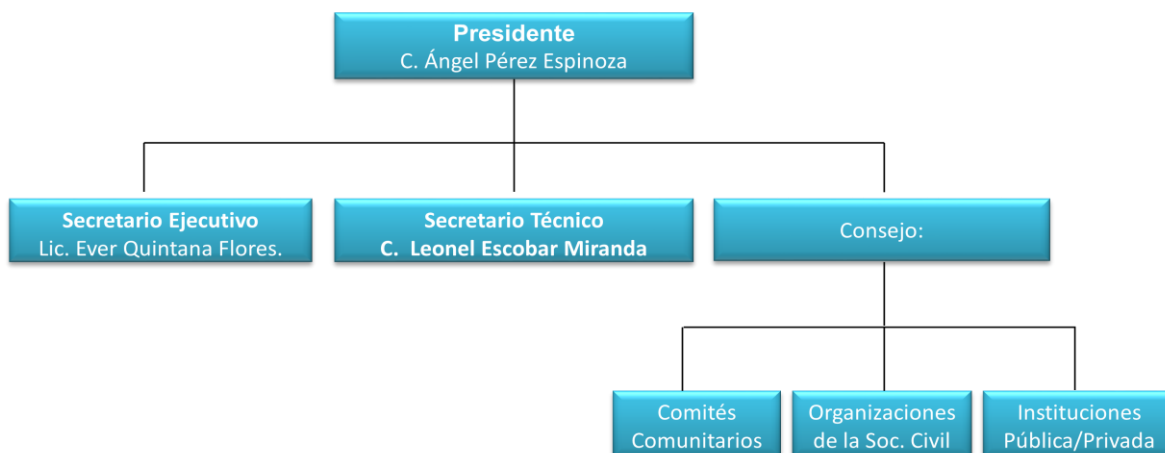 Presidente
C. Ángel Pérez Espinoza
Secretario Ejecutivo
Lic. Ever Quintana Flores.
Secretario Técnico
C. Leonel Escobar Miranda
Consejo:
Comités
Comunitarios
Organizaciones
de la Soc. Civil
Instituciones
Pública/Privada